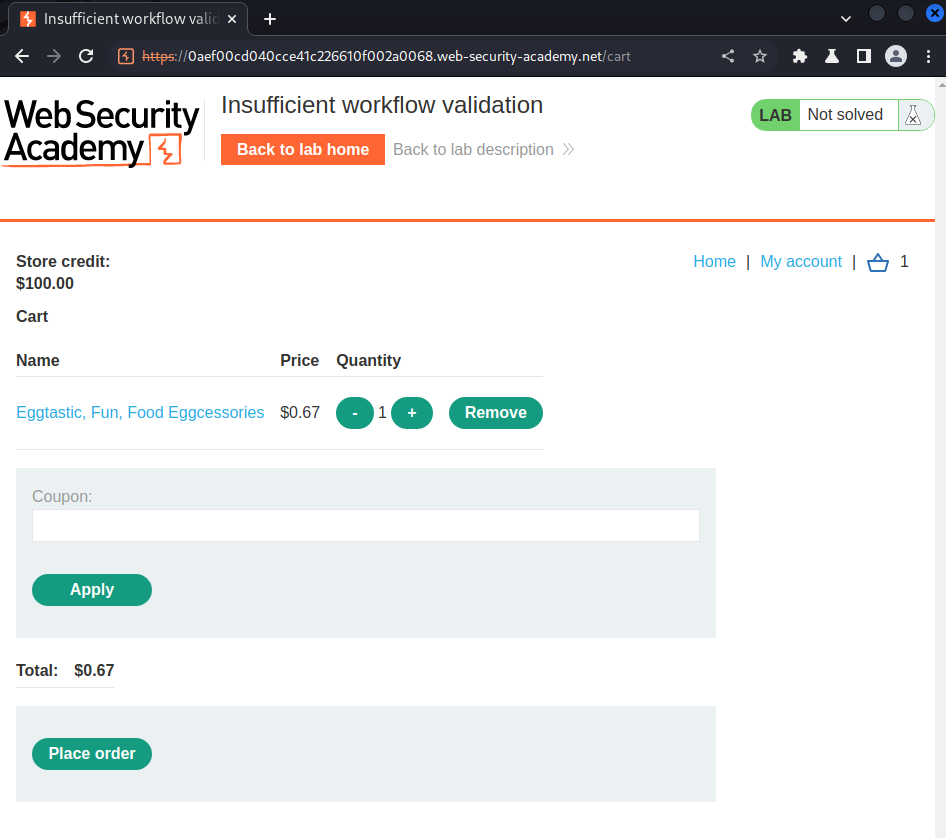 Insufficient workflow valid
https://0aef00cd040cce41c226610f002a0068.web-security-academy.net/cart
Web Security
Academy
Insufficient workflow validation
Back to lab home
Back to lab description
LAB
Not solved
Store credit:
$100.00
Home | My account | 1
Cart
Name Price Quantity
Eggtastic, Fun, Food Eggcessories $0.67 - 1 + Remove
Coupon:
Apply
Total: $0.67
Place order